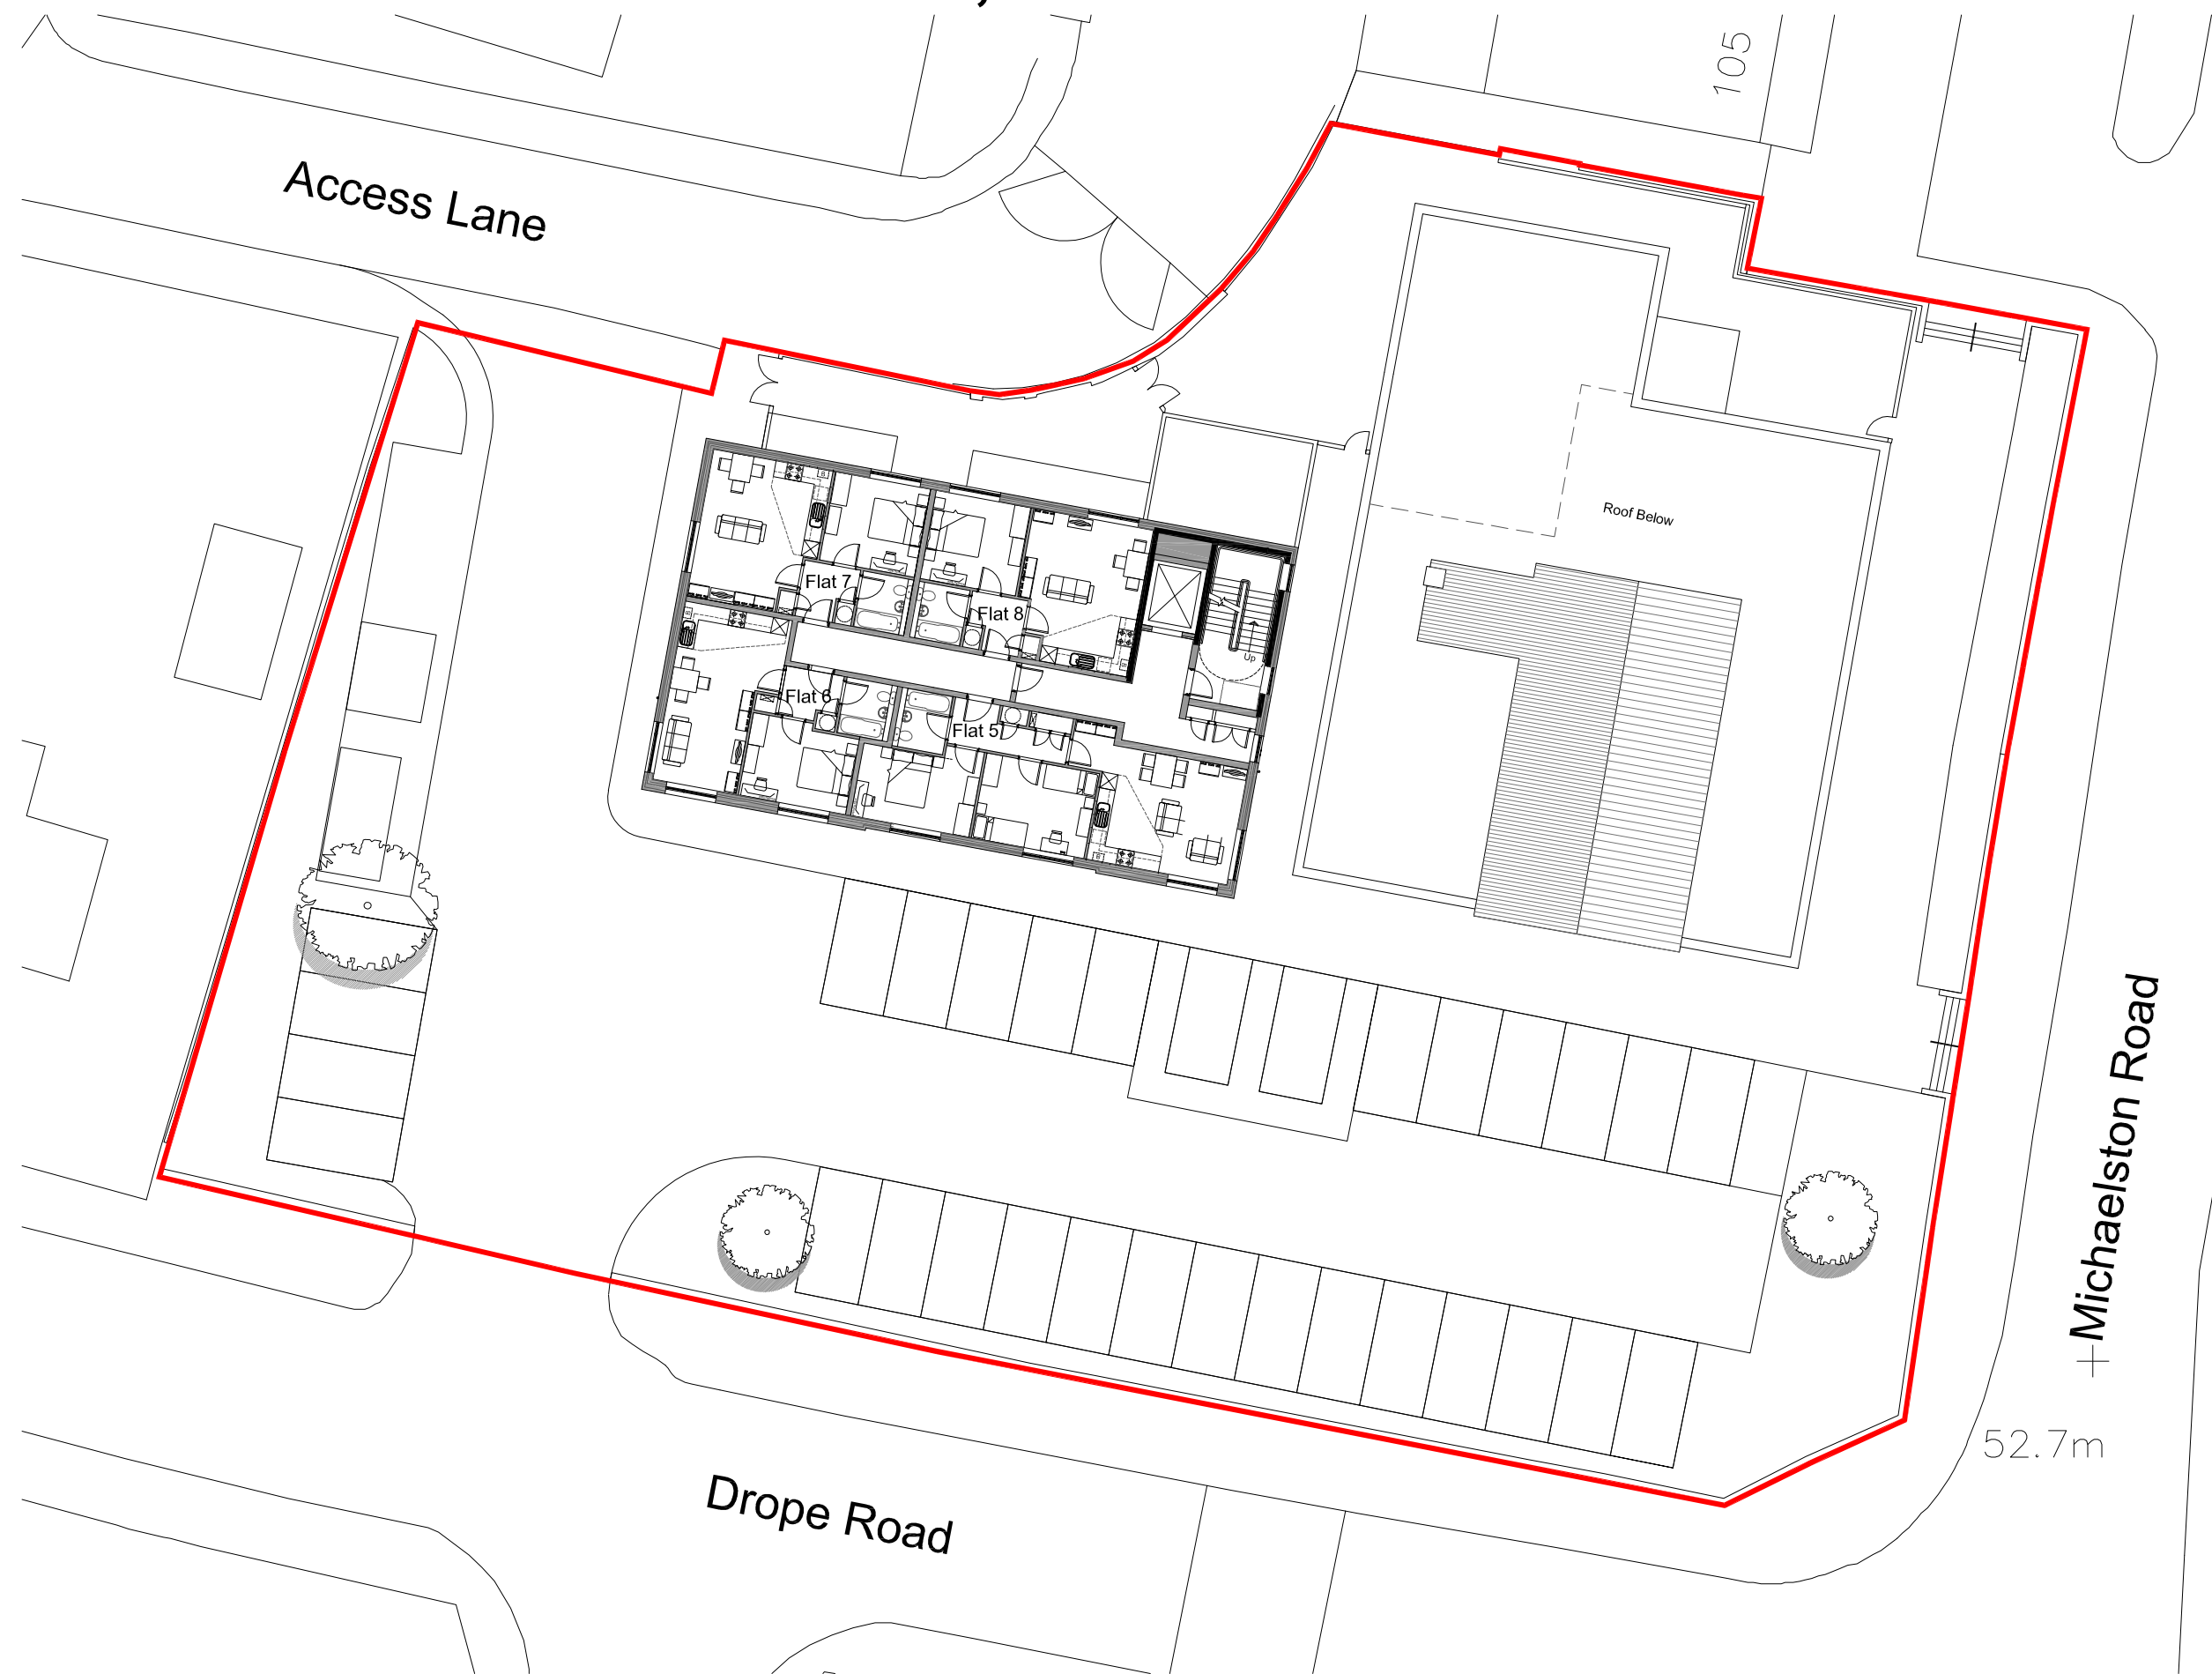 105
Access Lane
Roof Below
Flat 7
Flat 8
Up
Flat 6
Flat 5
Michaelston Road
52.7m
Drope Road